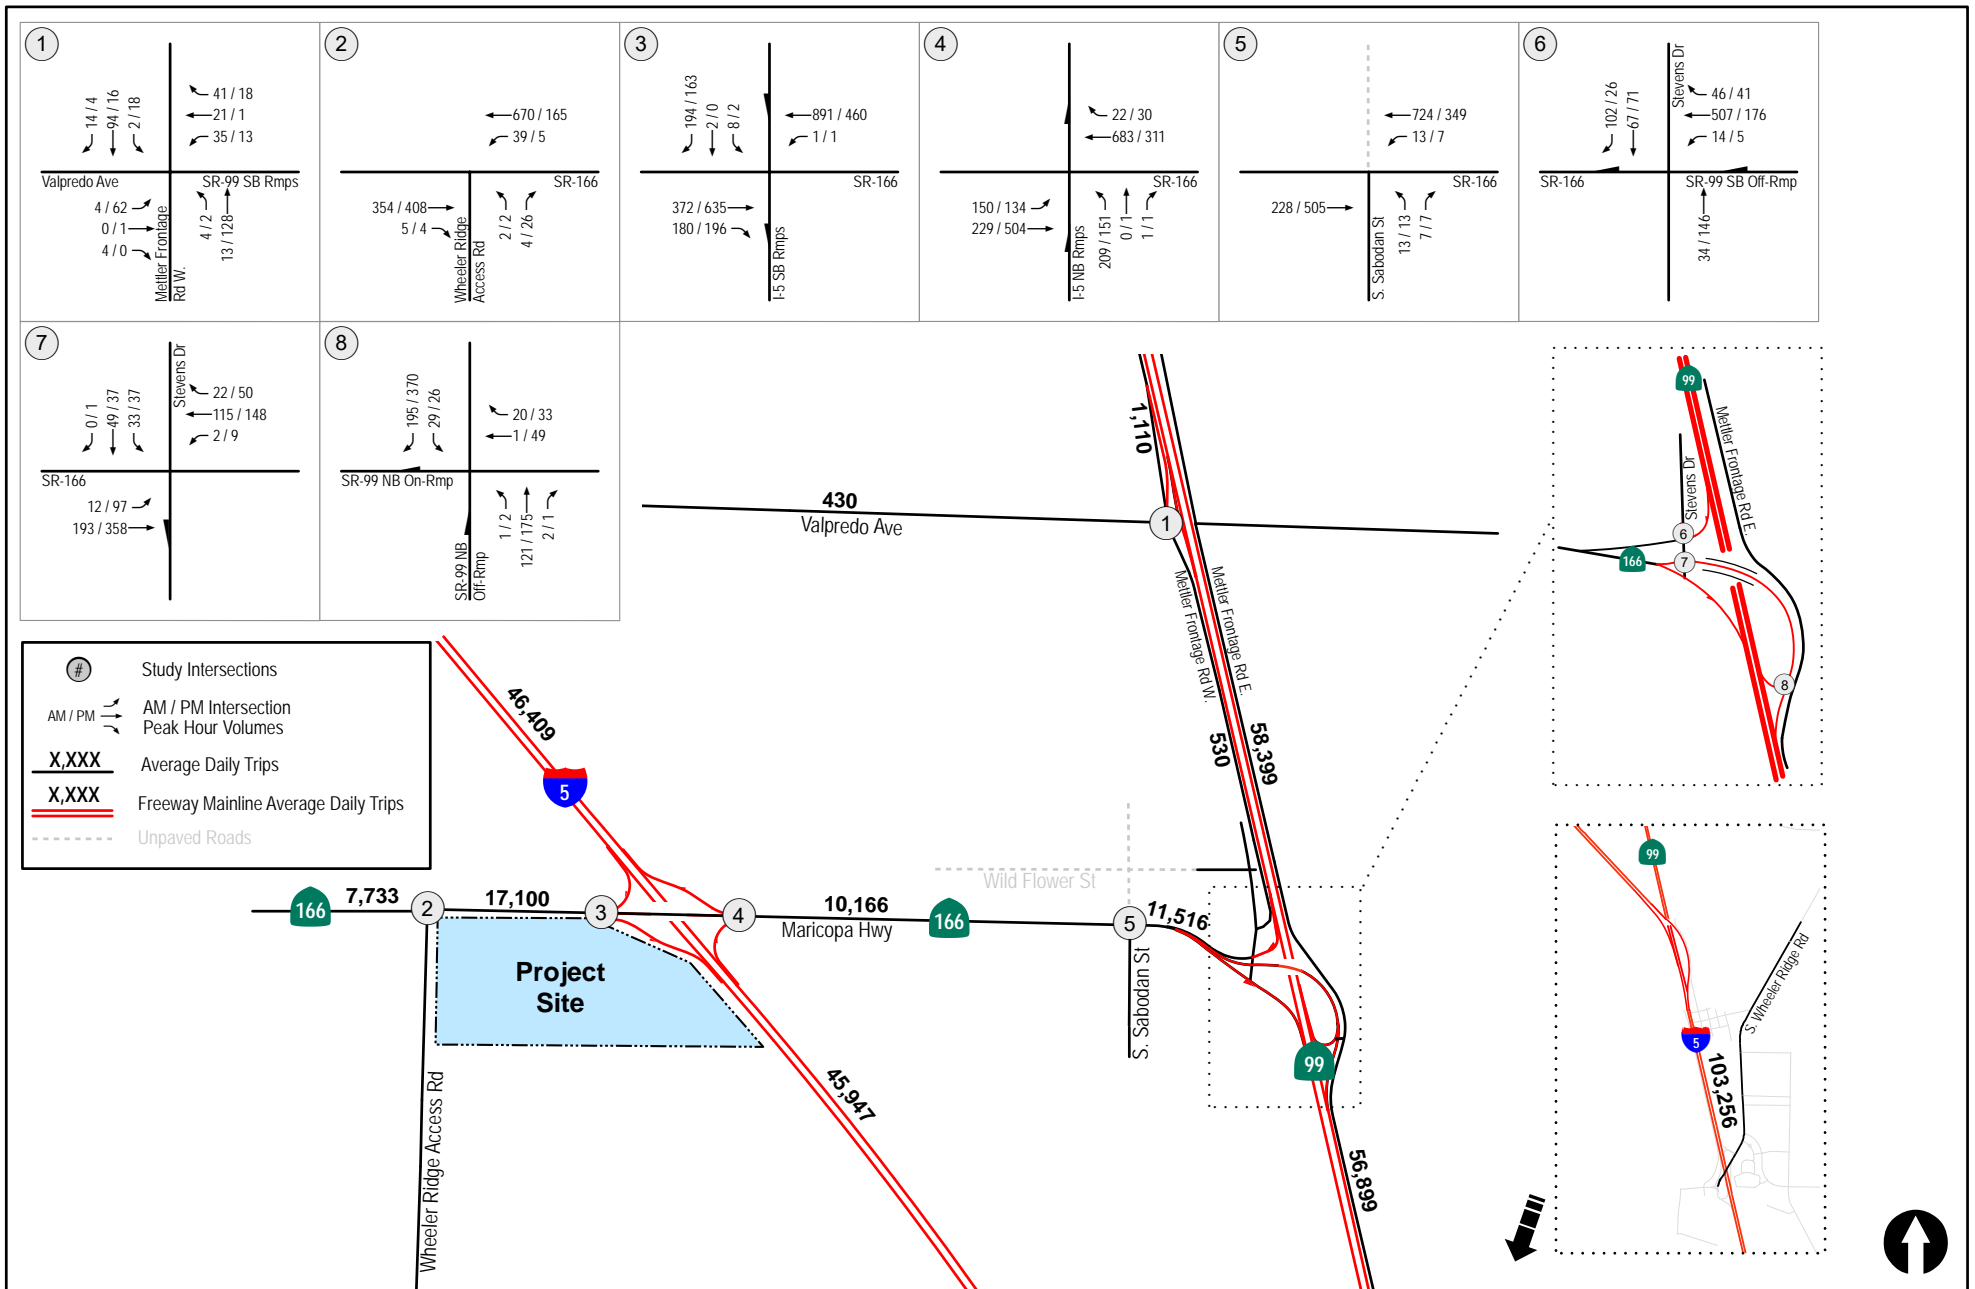 1
14 / 4
94 / 16
2 / 18
41 / 18
21 / 1
35 / 13
Valpredo Ave
SR-99 SB Rmps
4 / 62
0 / 1
4 / 0
Mettler Frontage
Rd W.
4 / 2
13 / 128
2
670 / 165
39 / 5
SR-166
354 / 408
5 / 4
Wheeler Ridge
Access Rd
2 / 2
4 / 26
3
194 / 163
2 / 0
8 / 2
891 / 460
1 / 1
SR-166
372 / 635
180 / 196
I-5 SB Rmps
4
22 / 30
683 / 311
SR-166
150 / 134
229 / 504
I-5 NB Rmps
209 / 151
0 / 1
1 / 1
5
724 / 349
13 / 7
SR-166
228 / 505
S. Sabodan St
13 / 13
7 / 7
6
102 / 26
67 / 71
Stevens Dr
46 / 41
507 / 176
14 / 5
SR-166
SR-99 SB Off-Rmp
34 / 146
7
0 / 1
49 / 37
33 / 37
Stevens Dr
22 / 50
115 / 148
2 / 9
SR-166
12 / 97
193 / 358
8
195 / 370
29 / 26
20 / 33
1 / 49
SR-99 NB On-Rmp
SR-99 NB
Off-Rmp
1 / 2
121 / 175
2 / 1
# Study Intersections
AM / PM
AM / PM Intersection
Peak Hour Volumes
X,XXX Average Daily Trips
X,XXX Freeway Mainline Average Daily Trips
Unpaved Roads
1,110
430
Valpredo Ave
1
Mettler Frontage Rd W.
Mettler Frontage Rd E.
530
58,399
46,409
5
166
7,733
2
17,100
3
4
10,166
Maricopa Hwy
166
Wild Flower St
5
11,516
S. Sabodan St
Project
Site
Wheeler Ridge Access Rd
45,947
99
56,899
99
Mettler Frontage Rd E.
Stevens Dr
6
7
166
8
99
S. Wheeler Ridge Rd
5
103,256